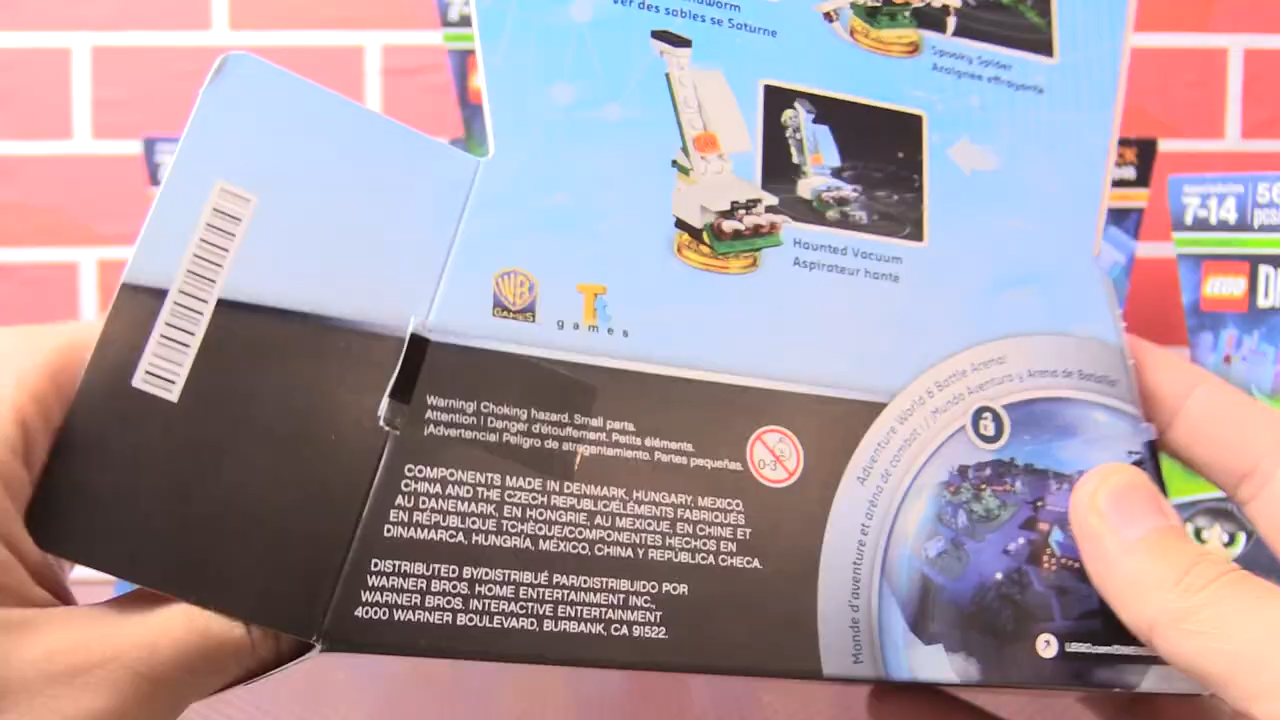 ver des sables se Saturne
Spooky Spider
Araignée effrayante
Haunted Vacuum
Aspirateur hanté
WB
GAMES
games
Warning! Choking hazard. Small parts.
Attention ! Danger d'étouffement. Petits éléments.
¡Advertencia! Peligro de atragantamiento. Partes pequeñas.
0-3
COMPONENTS MADE IN DENMARK, HUNGARY, MEXICO,
CHINA AND THE CZECH REPUBLIC/ÉLÉMENTS FABRIQUÉS
AU DANEMARK, EN HONGRIE, AU MEXIQUE, EN CHINE ET
EN RÉPUBLIQUE TCHÈQUE/COMPONENTES HECHOS EN
DINAMARCA, HUNGRÍA, MÉXICO, CHINA Y REPÚBLICA CHECA.
DISTRIBUTED BY/DISTRIBUÉ PAR/DISTRIBUIDO POR
WARNER BROS. HOME ENTERTAINMENT INC.,
WARNER BROS. INTERACTIVE ENTERTAINMENT
4000 WARNER BOULEVARD, BURBANK, CA 91522.
Adventure World & Battle Arena!
Monde d'aventure et arène de combat ! / ¡Mundo Aventura y Arena de Batalla!
7-14
56
pcs
LEGO